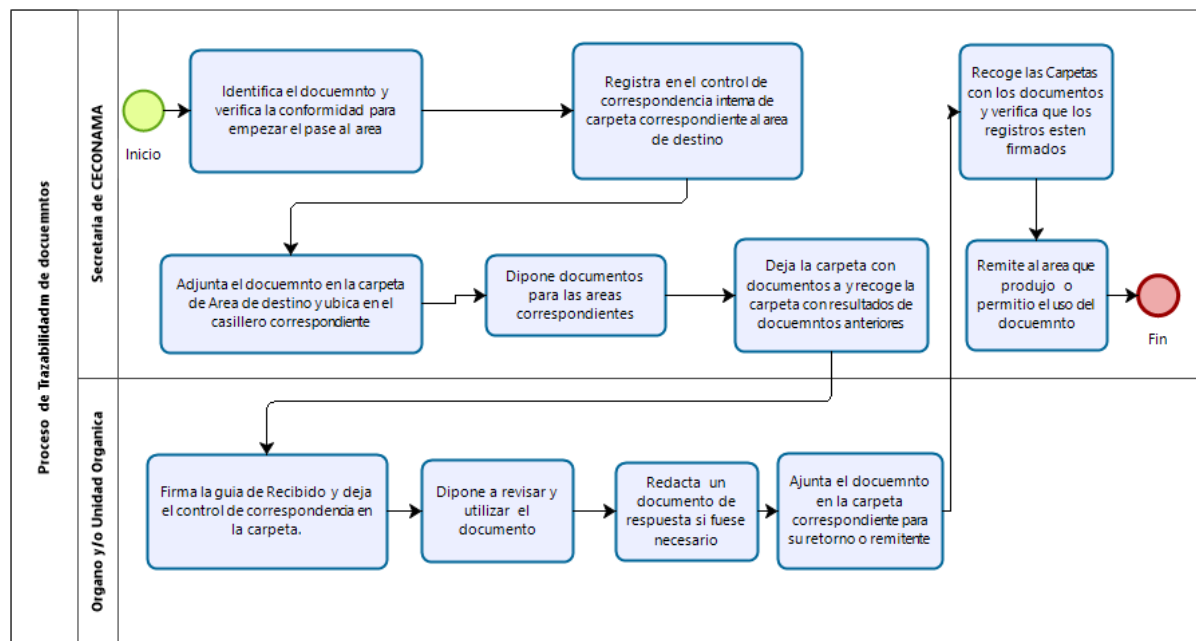 Proceso de Trazabilidadm de docuemntos
Secretaria de CECONAMA
Inicio
Identifica el docuemnto y
verifica la conformidad para
empezar el pase al area
Registra en el control de
correspondencia interna de
carpeta correspondiente al area
de destino
Adjunta el docuemnto en la carpeta
de Area de destino y ubica en el
casillero correspondiente
Dipone documentos
para las areas
correspondientes
Deja la carpeta con
documentos a y recoge la
carpeta con resultados de
docuemntos anteriores
Recoge las Carpetas
con los documentos
y verifica que los
registros esten
firmados
Remite al area que
produjo o
permitio el uso del
docuemnto
Fin
Organo y/o Unidad Organica
Firma la guia de Recibido y deja
el control de correspondencia en
la carpeta.
Dipone a revisar y
utilizar el
documento
Redacta un
documento de
respuesta si fuese
necesario
Ajunta el docuemnto
en la carpeta
correspondiente para
su retorno o remitente